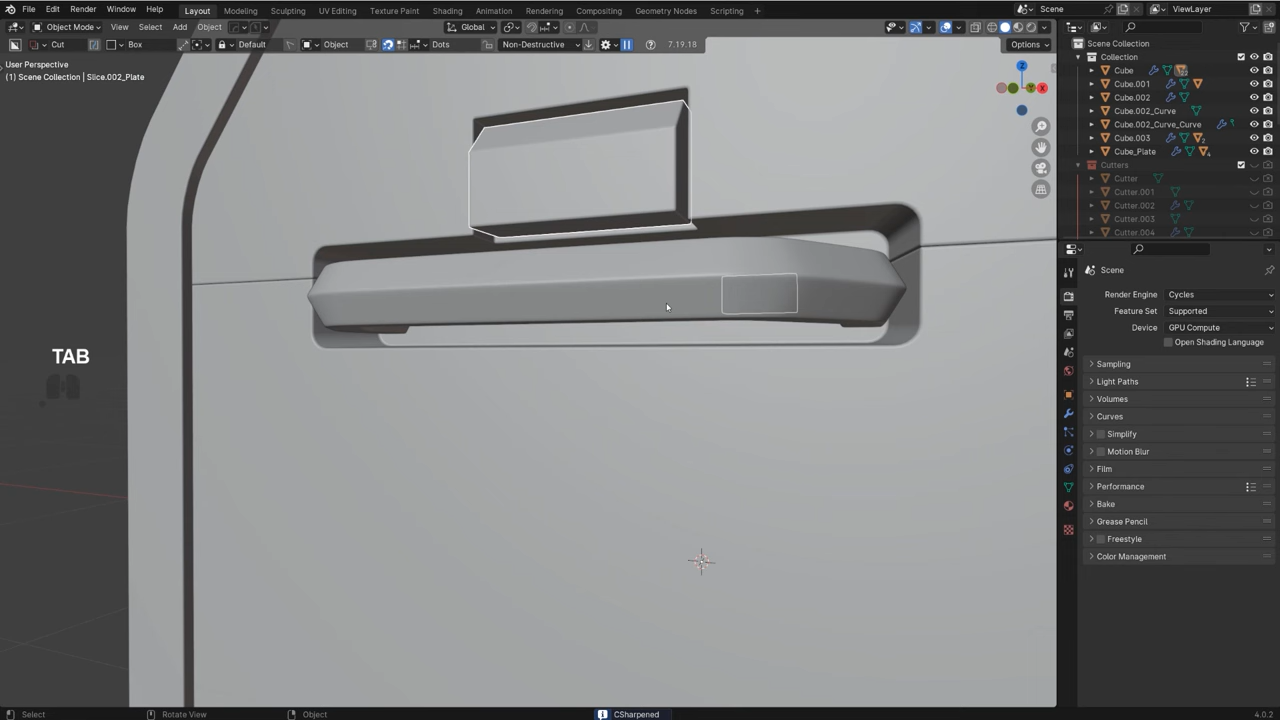 File Edit Render Window Help Layout Modeling Sculpting UV Editing Texture Paint Shading Animation Rendering Compositing Geometry Nodes Scripting Scene ViewLayer
Object Mode View Select Add Object Global
Cut Box Default Object Dots Non-Destructive 7.19.18 Options
User Perspective
(1) Scene Collection | Slice.002_Plate
Z
Y
X
TAB
Scene Collection
Collection
Cube
Cube.001
Cube.002
Cube.002_Curve
Cube.002_Curve_Curve
Cube.003
Cube_Plate
Cutters
Cutter
Cutter.001
Cutter.002
Cutter.003
Cutter.004
Scene
Render Engine Cycles
Feature Set Supported
Device GPU Compute
Open Shading Language
Sampling
Light Paths
Volumes
Curves
Simplify
Motion Blur
Film
Performance
Bake
Grease Pencil
Freestyle
Color Management
Select Rotate View Object CSharpened 4.0.2